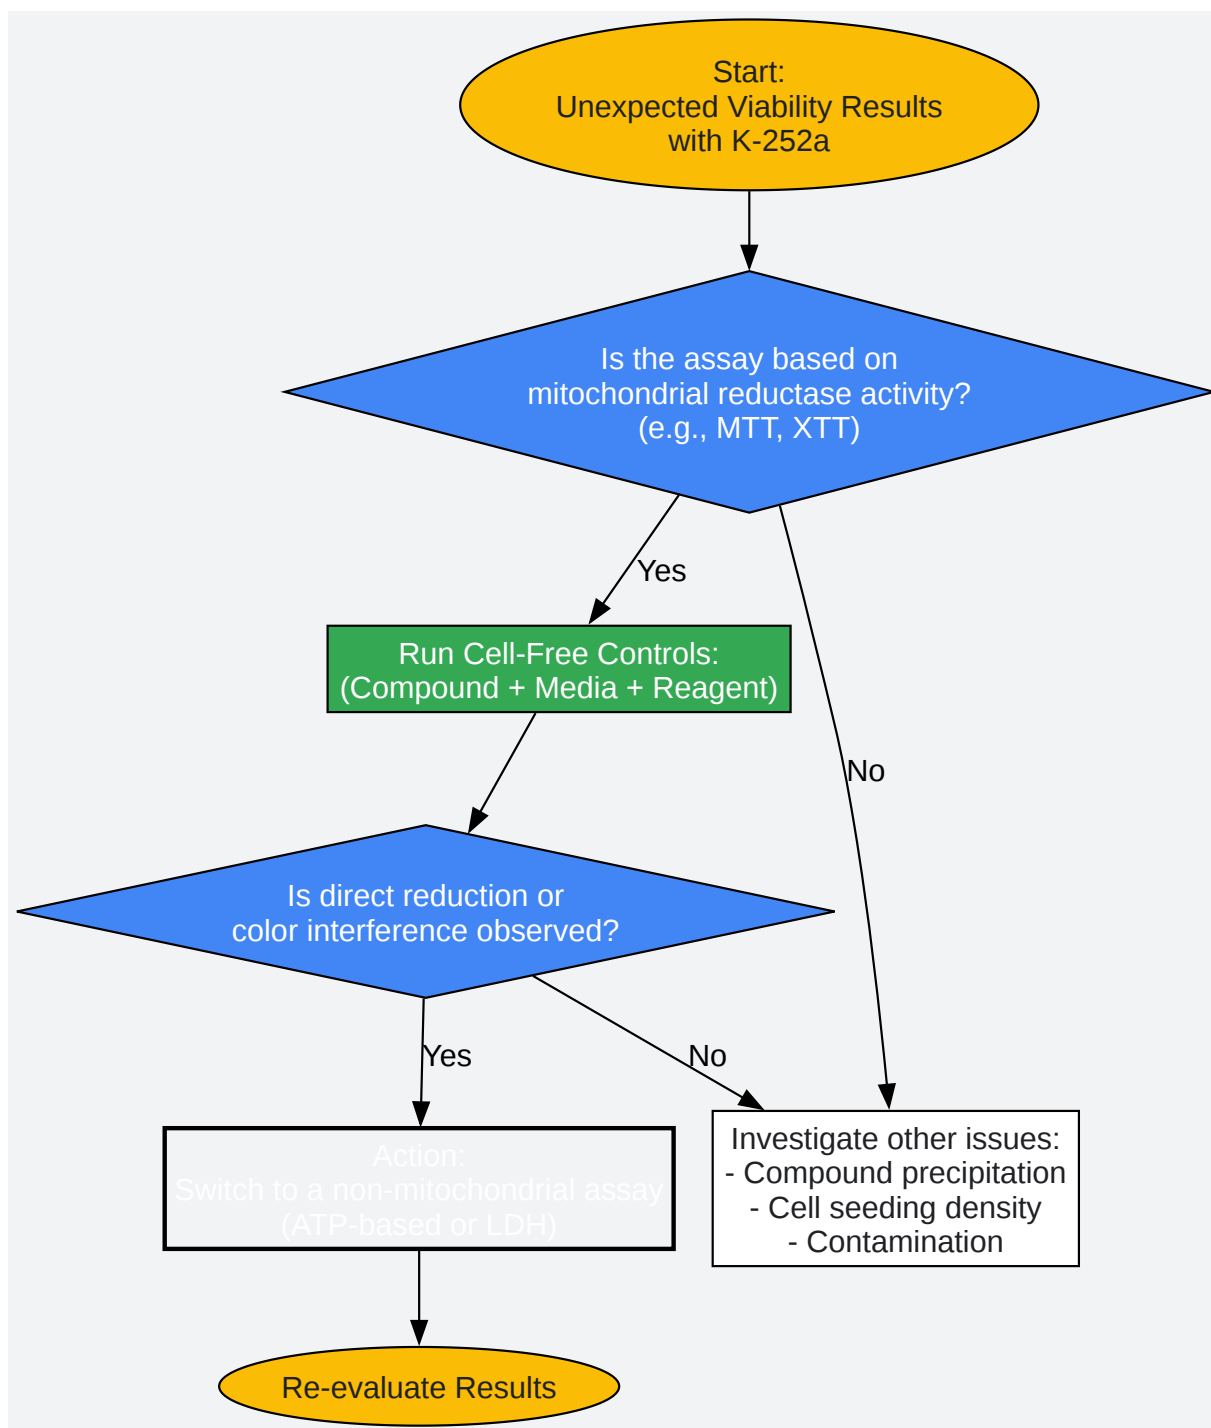 Start:
Unexpected Viability Results
with K-252a
Is the assay based on
mitochondrial reductase activity?
(e.g., MTT, XTT)
Yes
Run Cell-Free Controls:
(Compound + Media + Reagent)
No
Is direct reduction or
color interference observed?
Yes
No
Action:
Switch to a non-mitochondrial assay
(ATP-based or LDH)
Investigate other issues:
- Compound precipitation
- Cell seeding density
- Contamination
Re-evaluate Results